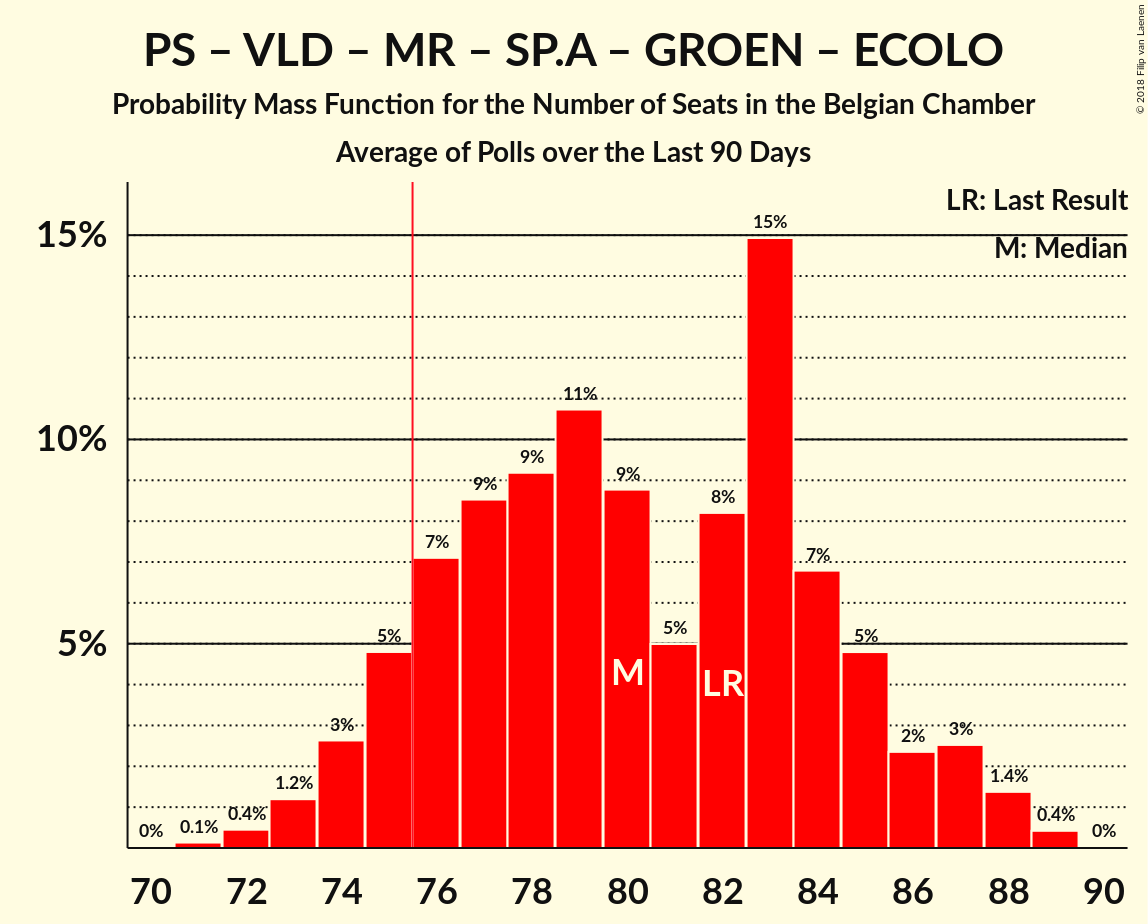 PS – VLD – MR – SP.A – GROEN – ECOLO
Probability Mass Function for the Number of Seats in the Belgian Chamber
Average of Polls over the Last 90 Days
© 2018 Filip van Laenen
LR: Last Result
M: Median
15%
10%
5%
0%
0.1%
0.4%
1.2%
3%
5%
7%
9%
9%
11%
9%
5%
8%
15%
7%
5%
2%
3%
1.4%
0.4%
0%
M
LR
70 72 74 76 78 80 82 84 86 88 90